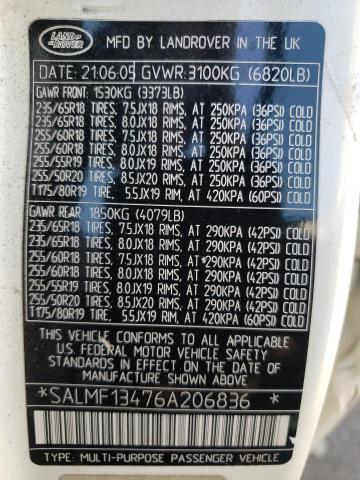 LAND
ROVER
MFD BY LANDROVER IN THE UK
DATE: 21.06.05 GVWR: 3100KG (6820LB)
GAWR FRONT: 1530KG (3373LB)
235/65R18 TIRES, 7.5JX18 RIMS, AT 250KPA (36PSI) COLD
235/65R18 TIRES, 8.0JX18 RIMS, AT 250KPA (36PSI) COLD
255/60R18 TIRES, 7.5JX18 RIMS, AT 250KPA (36PSI) COLD
255/60R18 TIRES, 8.0JX18 RIMS, AT 250KPA (36PSI) COLD
255/55R19 TIRES, 8.0JX19 RIMS, AT 250KPA (36PSI) COLD
255/50R20 TIRES, 8.5JX20 RIMS, AT 250KPA (36PSI) COLD
T175/80R19 TIRE, 5.5JX19 RIM, AT 420KPA (60PSI) COLD
GAWR REAR 1850KG (4079LB)
235/65R18 TIRES, 7.5JX18 RIMS, AT 290KPA (42PSI) COLD
235/65R18 TIRES, 8.0JX18 RIMS, AT 290KPA (42PSI) COLD
255/60R18 TIRES, 7.5JX18 RIMS, AT*290KPA (42PSI) COLD
255/60R18 TIRES, 8.0JX18 RIMS, AT 290KPA (42PSI) COLD
255/55R19 TIRES, 8.0JX19 RIMS, AT 290KPA (42PSI) COLD
255/50R20 TIRES, 8.5JX20 RIMS, AT 290KPA (42PSI) COLD
T175/80R19 TIRE, 5.5JX19 RIM, AT 420KPA (60PSI) COLD
THIS VEHICLE CONFORMS TO ALL
APPLICABLE FEDERAL MOTOR VEHICLE
SAFETY STANDARDS IN EFFECT ON THE
DATE OF MANUFACTURE SHOWN ABOVE
*SALMF13476A206836 *
TYPE: MULTI-PURPOSE PASSENGER VEHICLE